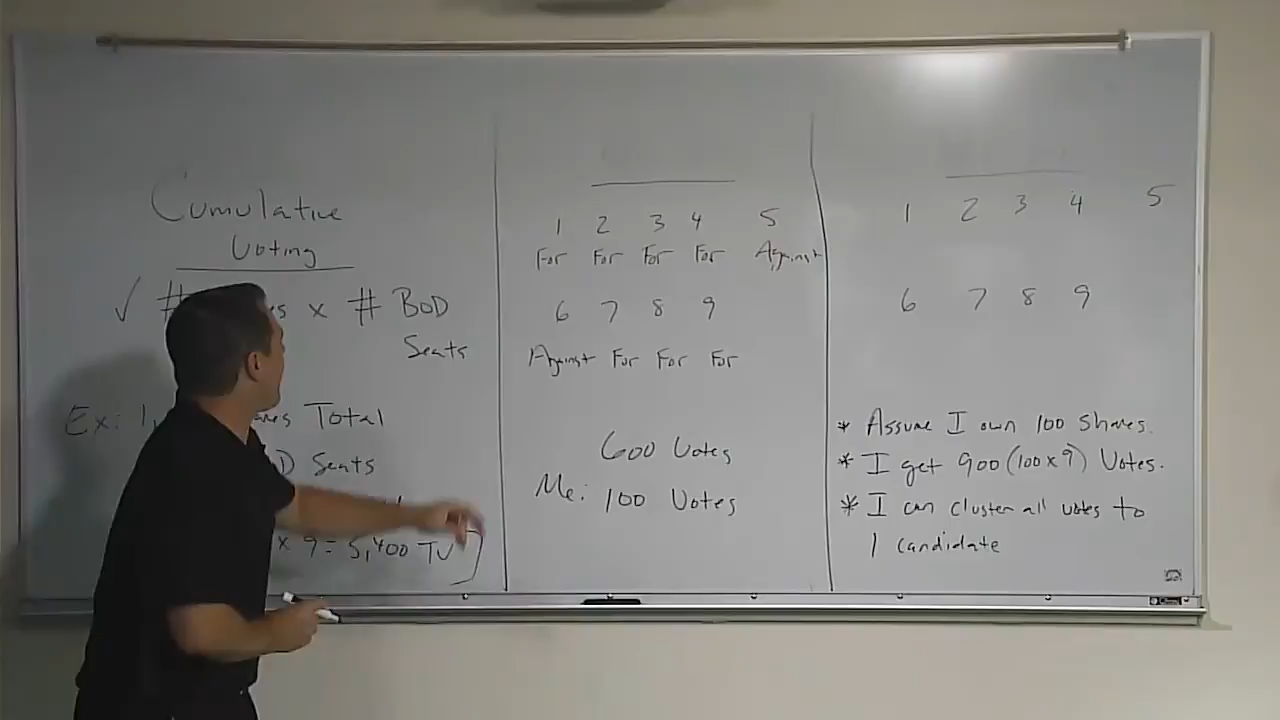 Cumulative
Voting
✓ # es x # BOD
Seats
Ex: 1, ares Total
D Seats
x 9 = 5,400 TV ]
1 2 3 4 5
For For For For Against
6 7 8 9
Against For For For
600 Votes
Me: 100 Votes
1 2 3 4 5
6 7 8 9
* Assume I own 100 shares.
* I get 900 (100 x 9) Votes.
* I can cluster all votes to
1 candidate